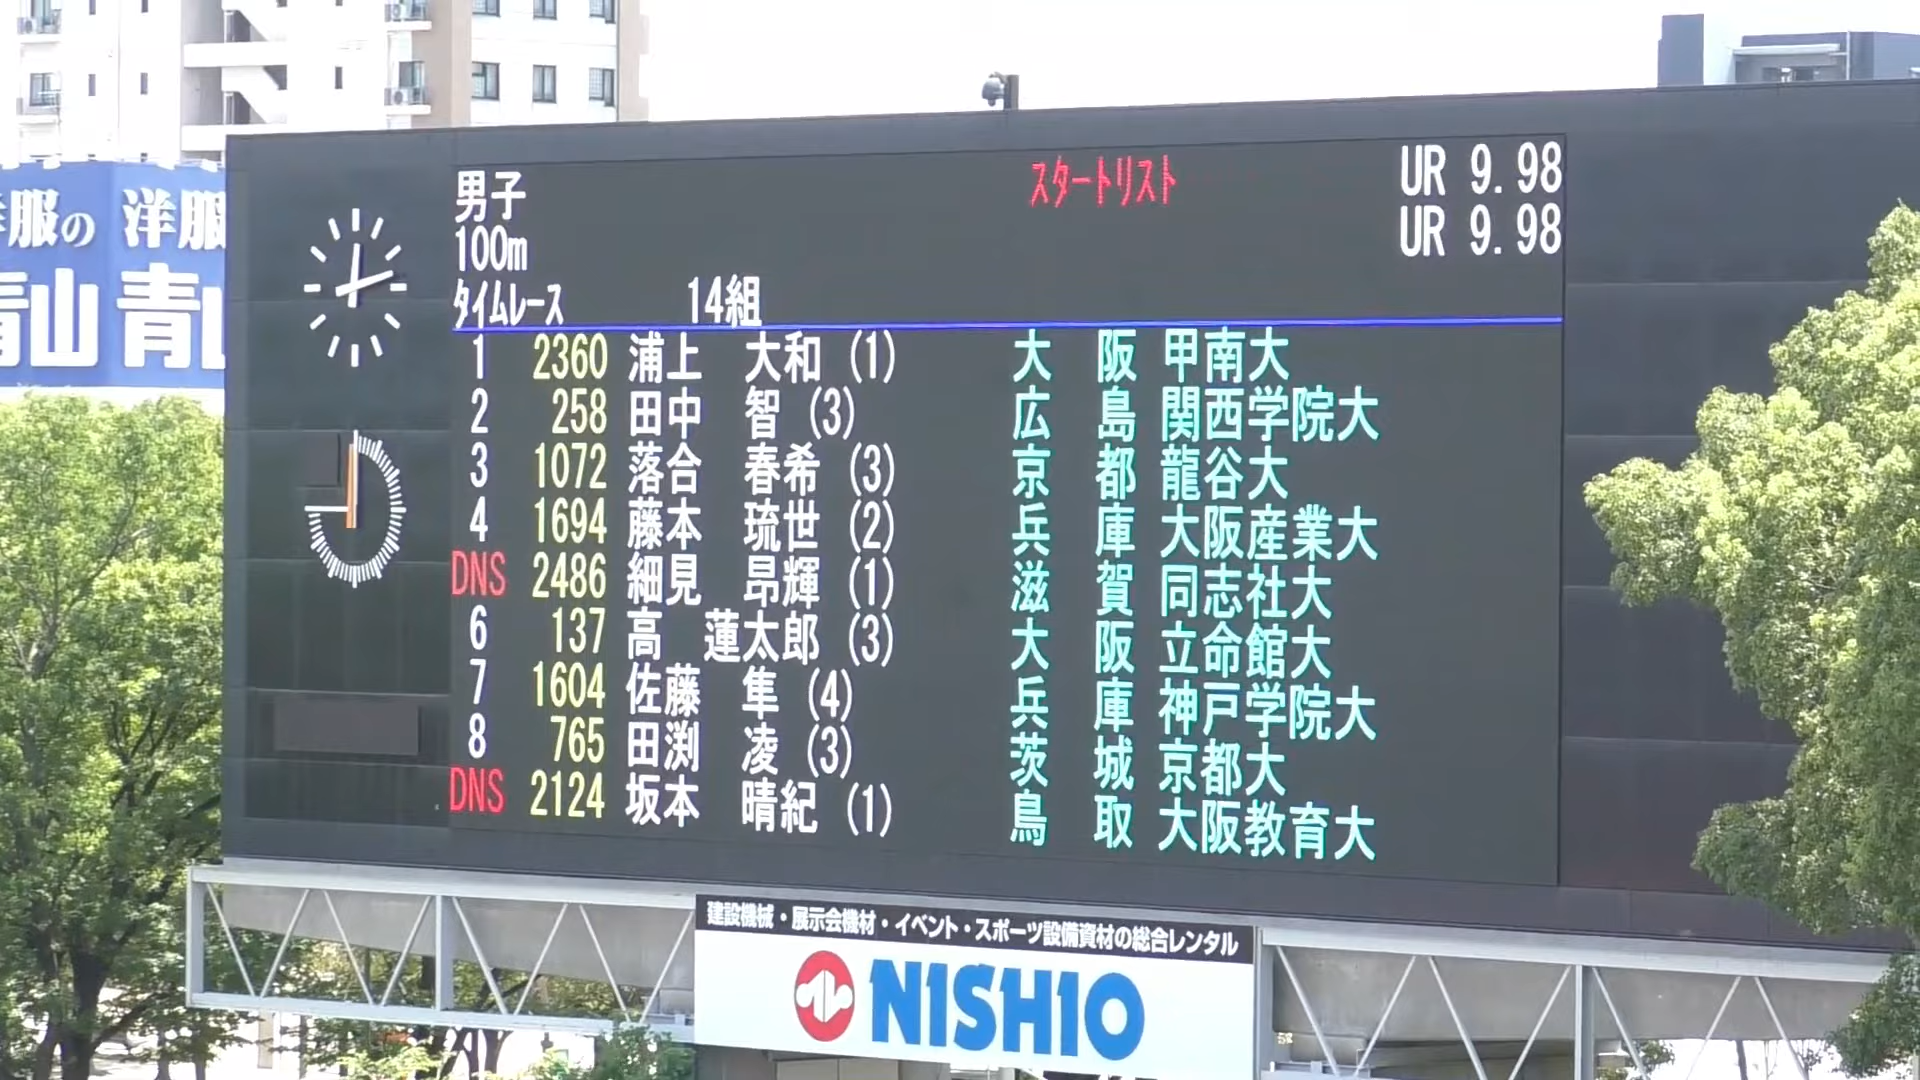 洋服の 洋服
青山 青山
男子 スタートリスト UR 9.98
100m UR 9.98
タイムレース 14組
1 2360 浦上 大和 (1) 大阪 甲南大
2 258 田中 智 (3) 広島 関西学院大
3 1072 落合 春希 (3) 京都 龍谷大
4 1694 藤本 琉世 (2) 兵庫 大阪産業大
DNS 2486 細見 昂輝 (1) 滋賀 同志社大
6 137 高 蓮太郎 (3) 大阪 立命館大
7 1604 佐藤 隼 (4) 兵庫 神戸学院大
8 765 田渕 凌 (3) 茨城 京都大
DNS 2124 坂本 晴紀 (1) 鳥取 大阪教育大
建設機械・展示会機材・イベント・スポーツ設備資材の総合レンタル
NISHIO